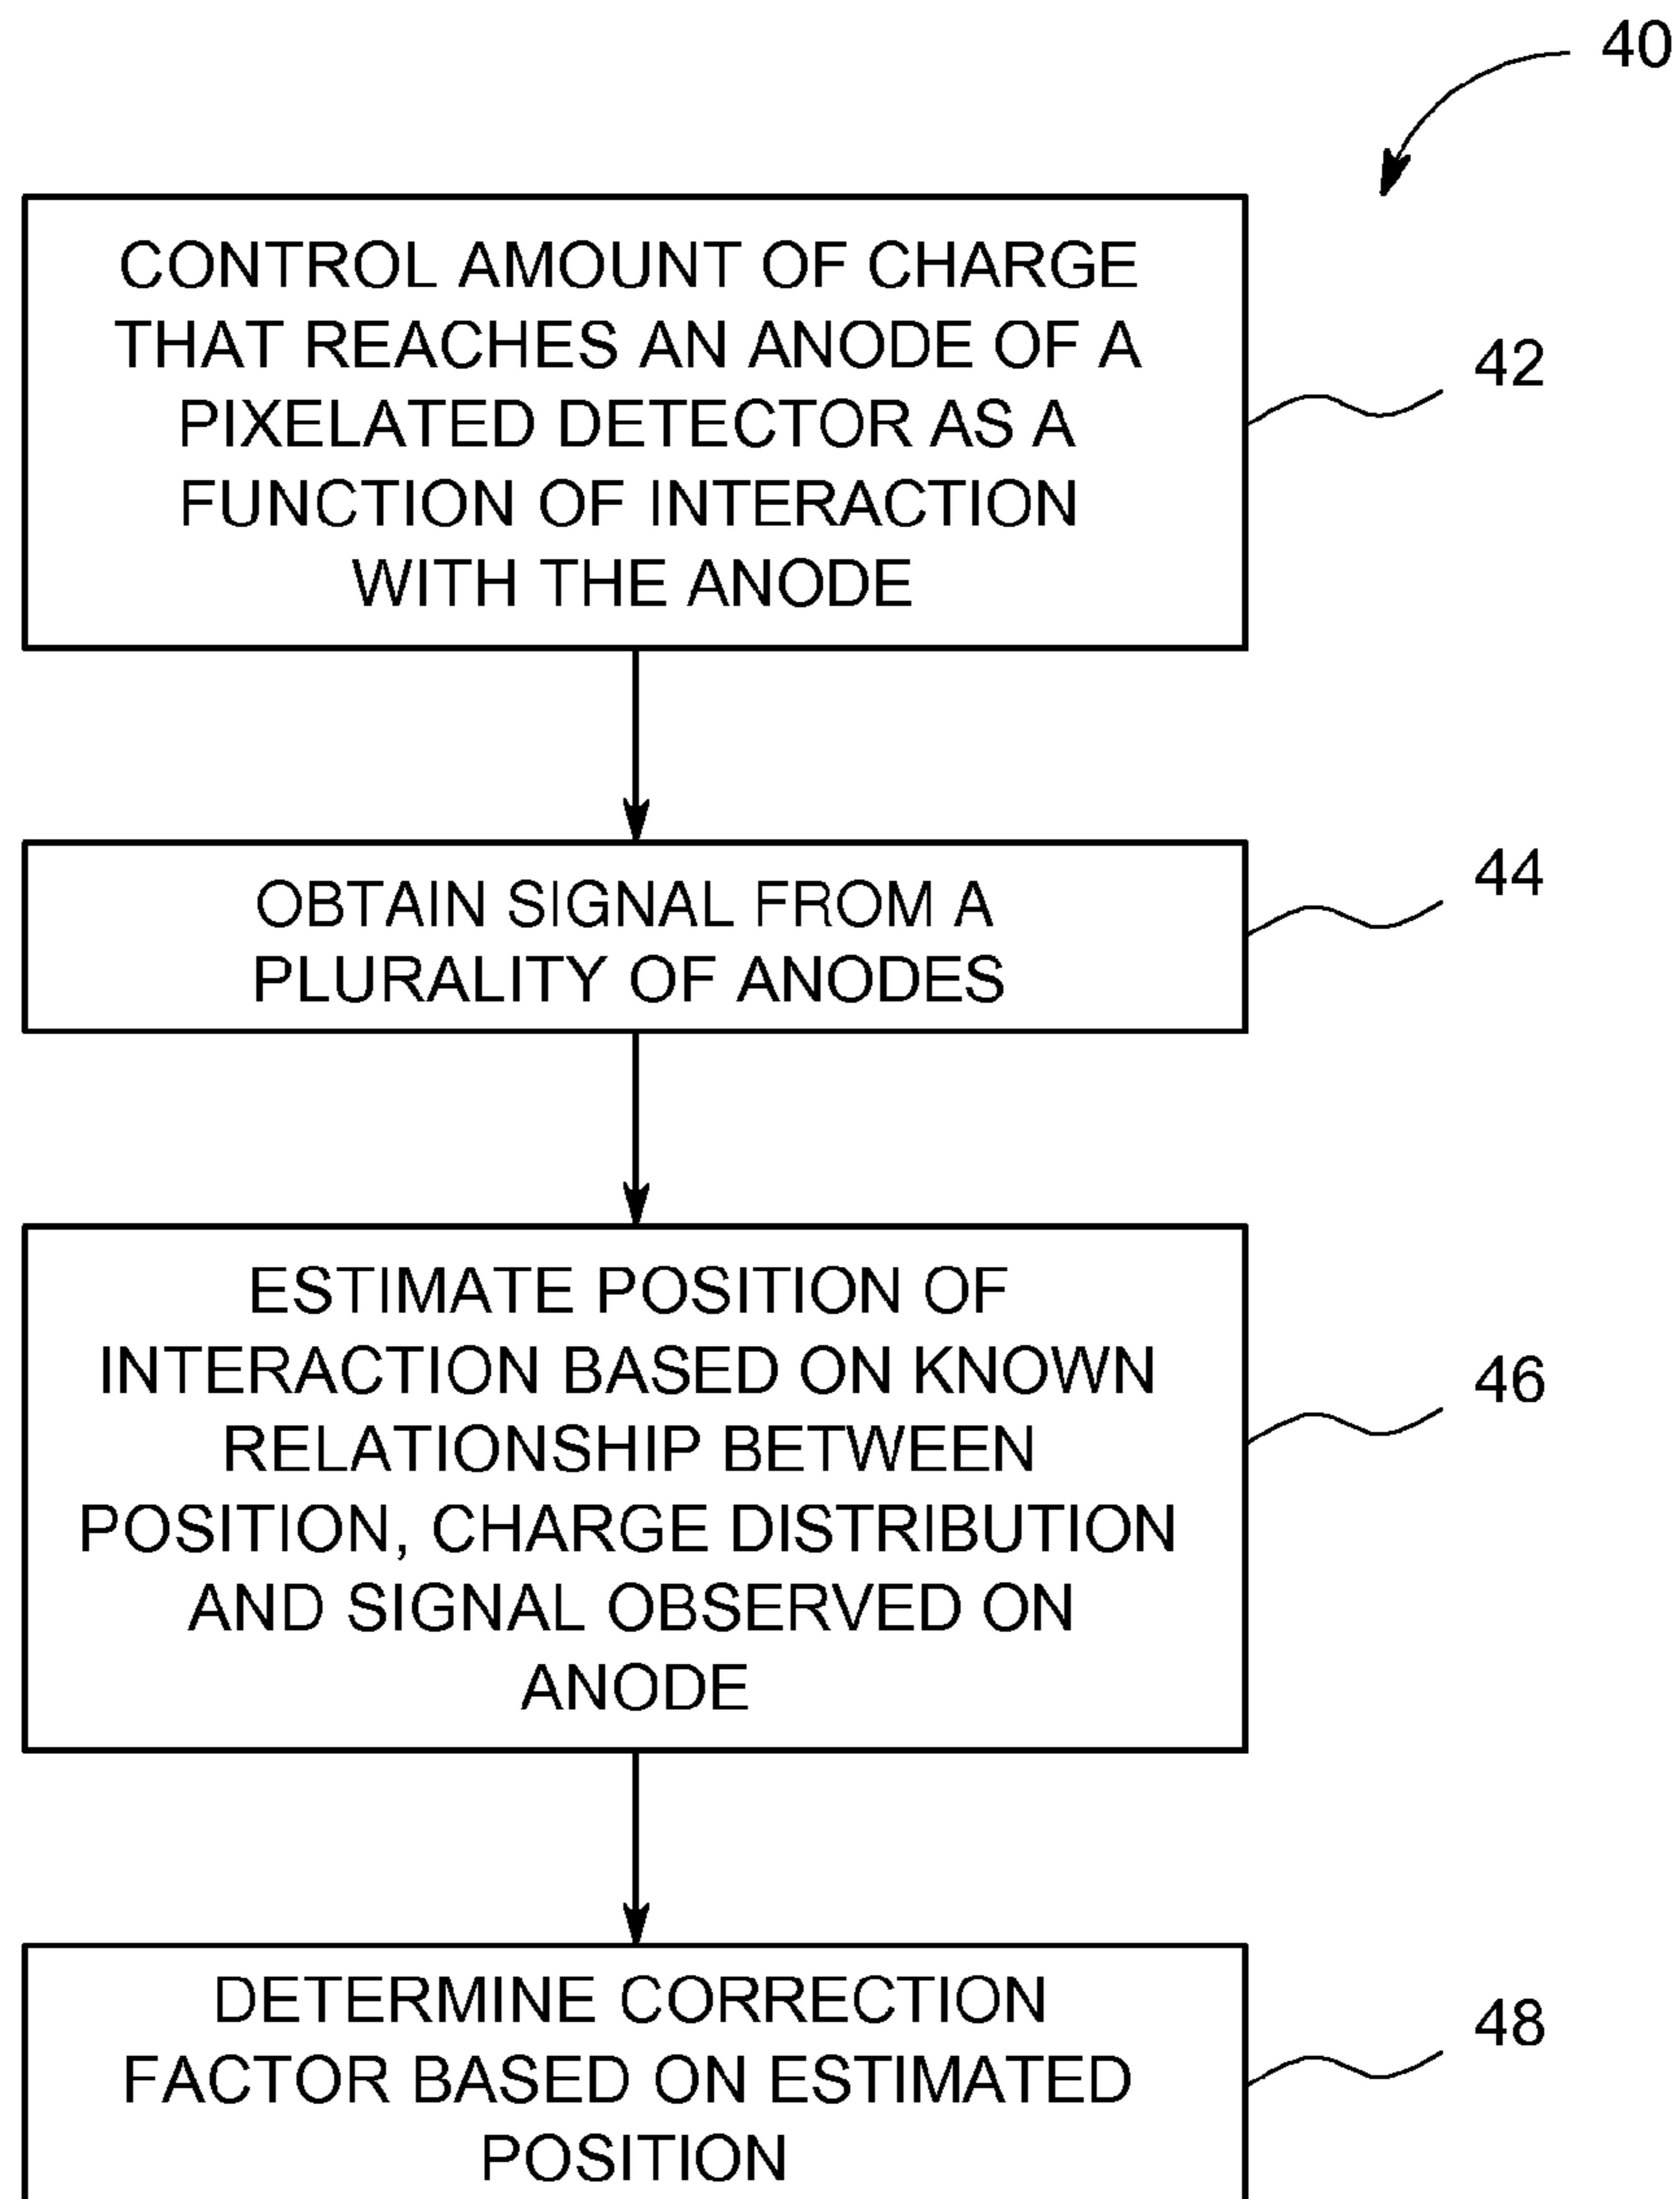 40
CONTROL AMOUNT OF CHARGE
THAT REACHES AN ANODE OF A
PIXELATED DETECTOR AS A
FUNCTION OF INTERACTION
WITH THE ANODE
42
OBTAIN SIGNAL FROM A
PLURALITY OF ANODES
44
ESTIMATE POSITION OF
INTERACTION BASED ON KNOWN
RELATIONSHIP BETWEEN
POSITION, CHARGE DISTRIBUTION
AND SIGNAL OBSERVED ON
ANODE
46
DETERMINE CORRECTION
FACTOR BASED ON ESTIMATED
POSITION
48